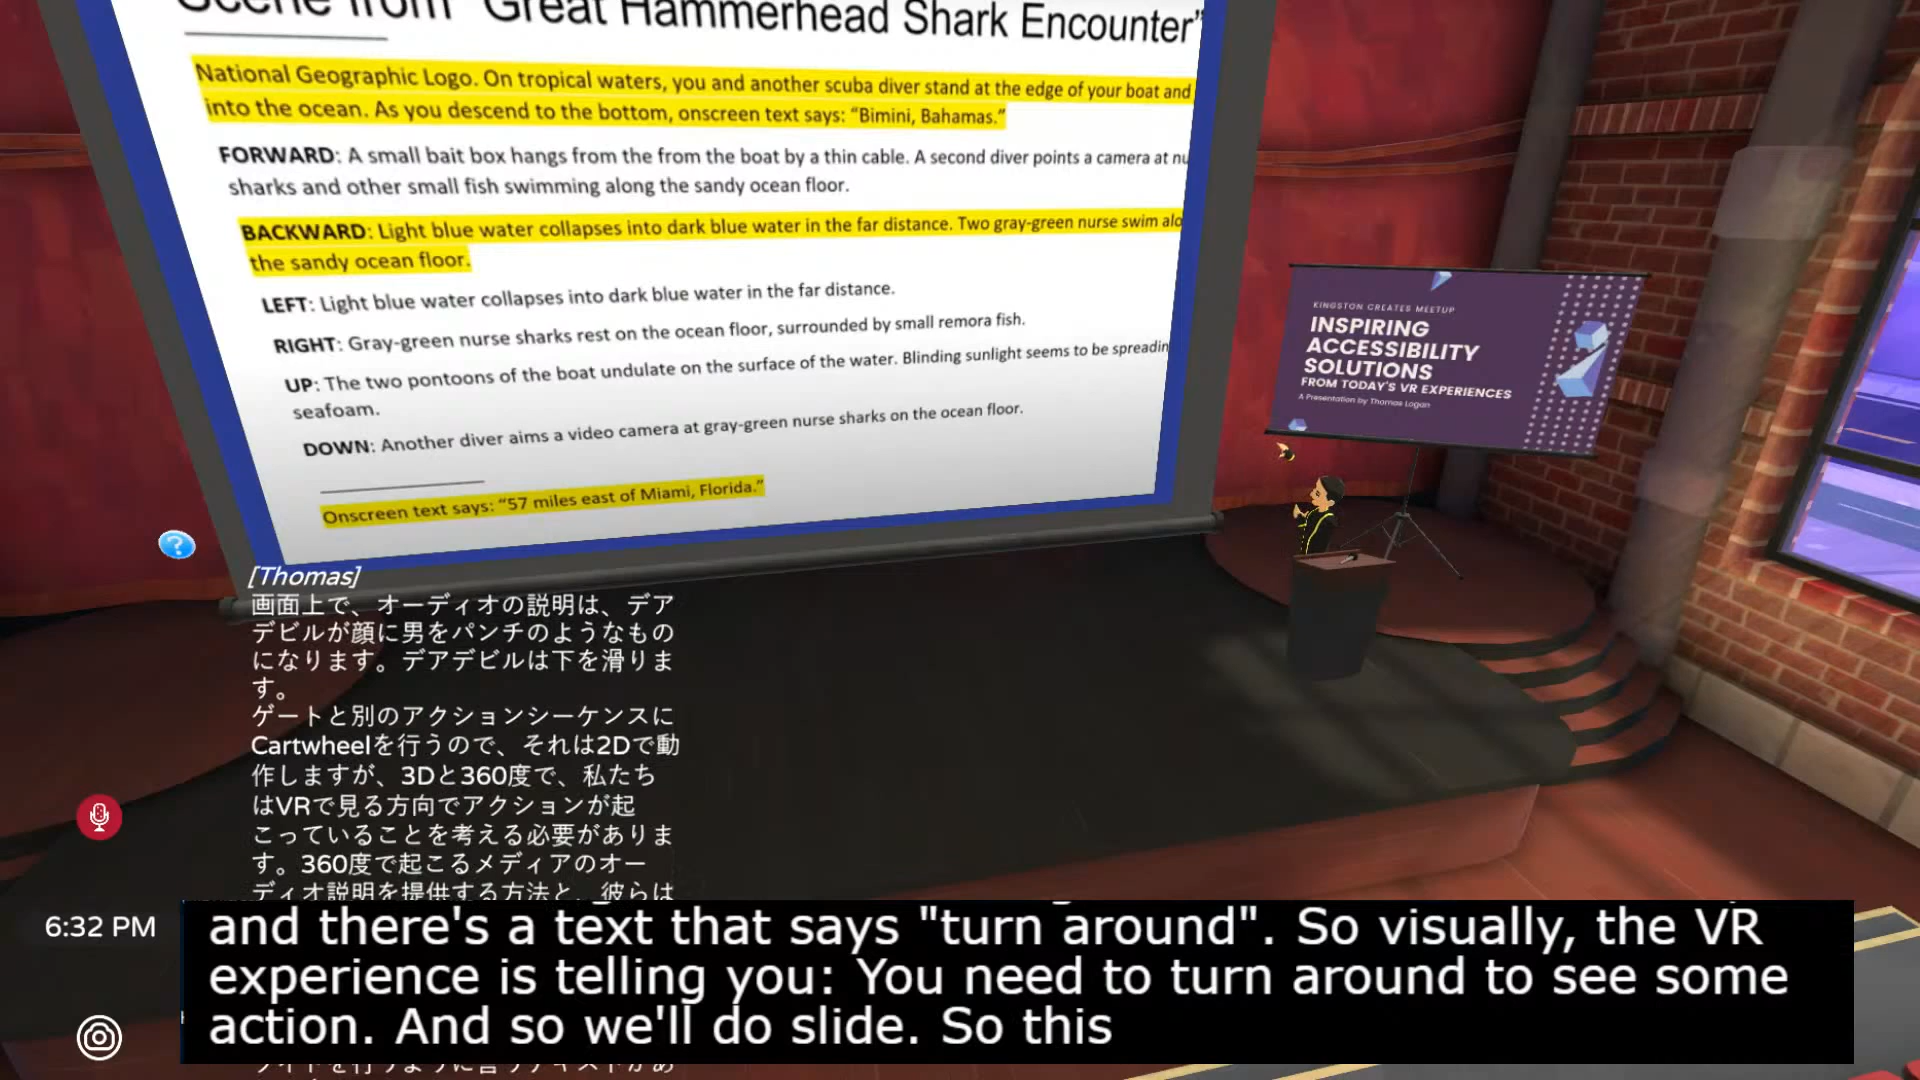 Scene from "Great Hammerhead Shark Encounter"
National Geographic Logo. On tropical waters, you and another scuba diver stand at the edge of your boat and
into the ocean. As you descend to the bottom, onscreen text says: “Bimini, Bahamas.”
FORWARD: A small bait box hangs from the from the boat by a thin cable. A second diver points a camera at nu
sharks and other small fish swimming along the sandy ocean floor.
BACKWARD: Light blue water collapses into dark blue water in the far distance. Two gray-green nurse swim alo
the sandy ocean floor.
LEFT: Light blue water collapses into dark blue water in the far distance.
RIGHT: Gray-green nurse sharks rest on the ocean floor, surrounded by small remora fish.
UP: The two pontoons of the boat undulate on the surface of the water. Blinding sunlight seems to be spreadin
seafoam.
DOWN: Another diver aims a video camera at gray-green nurse sharks on the ocean floor.
Onscreen text says: “57 miles east of Miami, Florida.”
KINGSTON CREATES MEETUP
INSPIRING
ACCESSIBILITY
SOLUTIONS
FROM TODAY'S VR EXPERIENCES
A Presentation by Thomas Logan
?
[Thomas]
画面上で、オーディオの説明は、デア
デビルが顔に男をパンチのようなもの
になります。デアデビルは下を滑りま
す。
ゲートと別のアクションシーケンスに
Cartwheelを行うので、それは2Dで動
作しますが、3Dと360度で、私たち
はVRで見る方向でアクションが起
こっていることを考える必要がありま
す。360度で起こるメディアのオー
ディオ説明を提供する方法と、彼らは
6:32 PM
and there's a text that says "turn around". So visually, the VR
experience is telling you: You need to turn around to see some
action. And so we'll do slide. So this